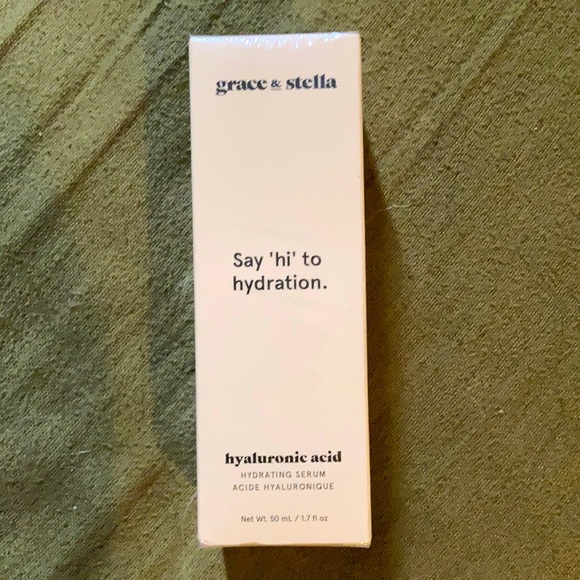 grace & stella
Say 'hi' to
hydration.
hyaluronic acid
HYDRATING SERUM
ACIDE HYALURONIQUE
Net Wt. 50 mL / 1.7 fl oz